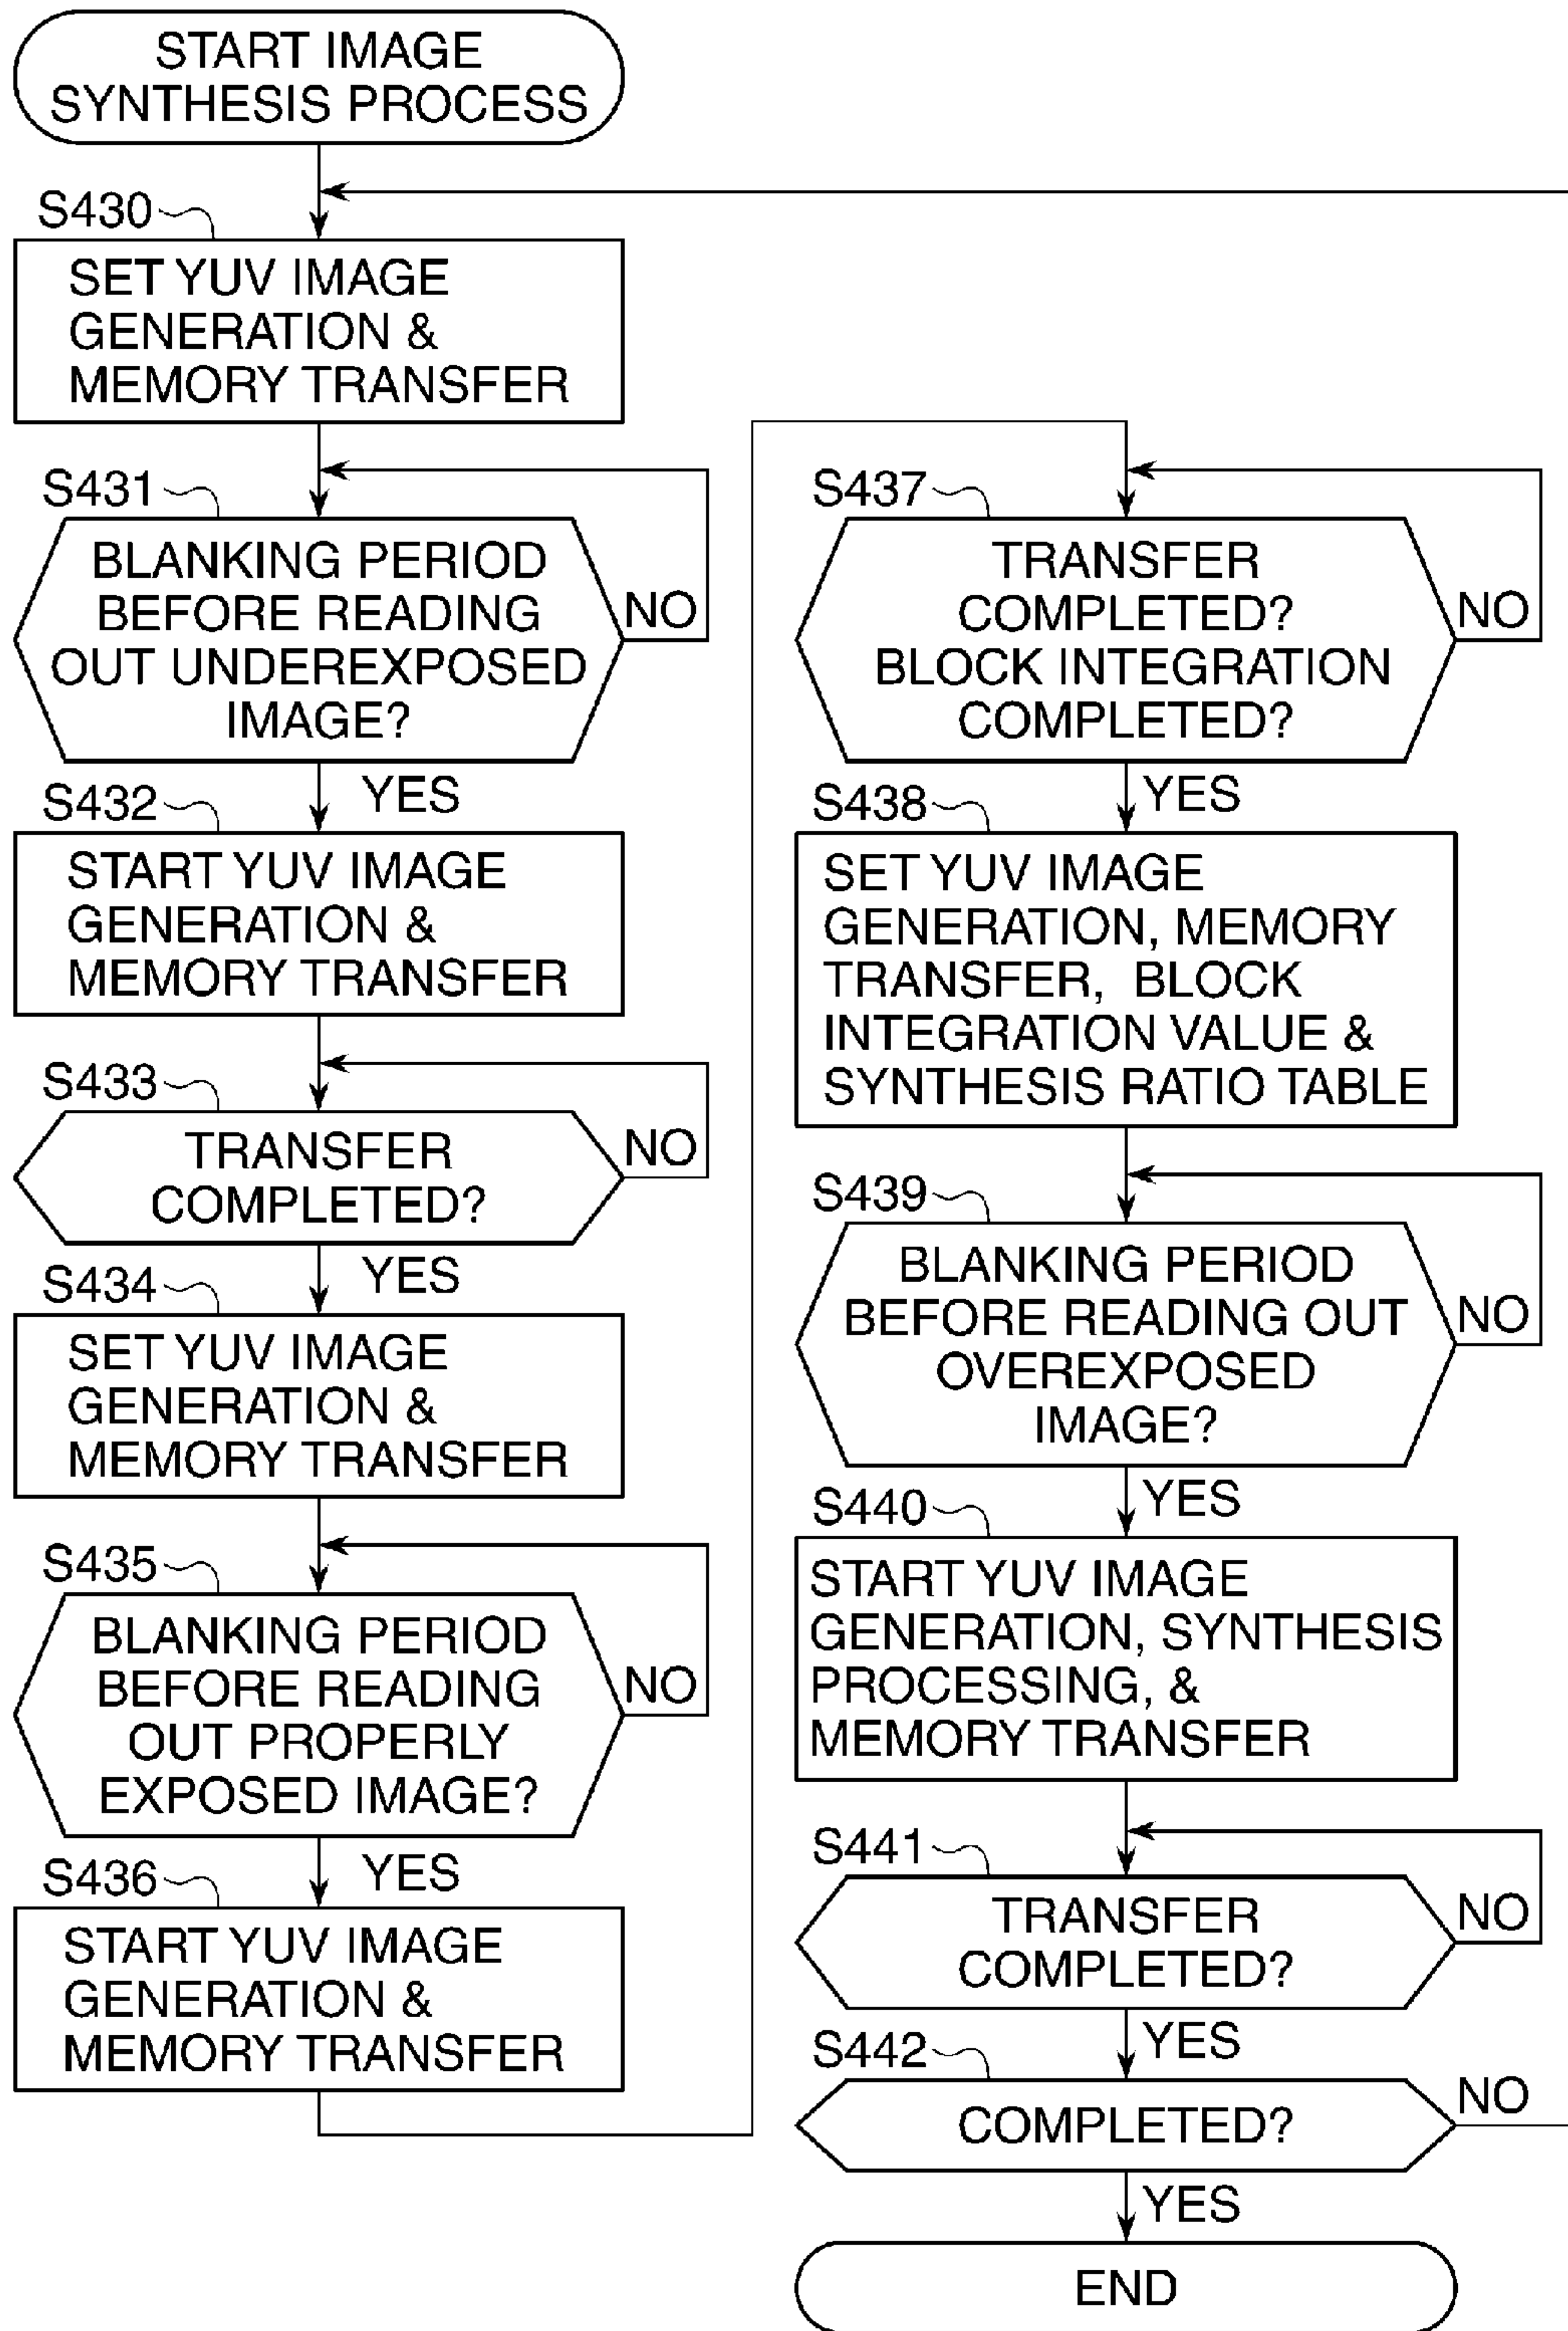 START IMAGE
SYNTHESIS PROCESS
S430
SET YUV IMAGE
GENERATION &
MEMORY TRANSFER
S431
BLANKING PERIOD
BEFORE READING
OUT UNDEREXPOSED
IMAGE?
NO
YES
S432
START YUV IMAGE
GENERATION &
MEMORY TRANSFER
S433
TRANSFER
COMPLETED?
NO
YES
S434
SET YUV IMAGE
GENERATION &
MEMORY TRANSFER
S435
BLANKING PERIOD
BEFORE READING
OUT PROPERLY
EXPOSED IMAGE?
NO
YES
S436
START YUV IMAGE
GENERATION &
MEMORY TRANSFER
S437
TRANSFER
COMPLETED?
BLOCK INTEGRATION
COMPLETED?
NO
YES
S438
SET YUV IMAGE
GENERATION, MEMORY
TRANSFER, BLOCK
INTEGRATION VALUE &
SYNTHESIS RATIO TABLE
S439
BLANKING PERIOD
BEFORE READING OUT
OVEREXPOSED
IMAGE?
NO
YES
S440
START YUV IMAGE
GENERATION, SYNTHESIS
PROCESSING, &
MEMORY TRANSFER
S441
TRANSFER
COMPLETED?
NO
YES
S442
COMPLETED?
NO
YES
END